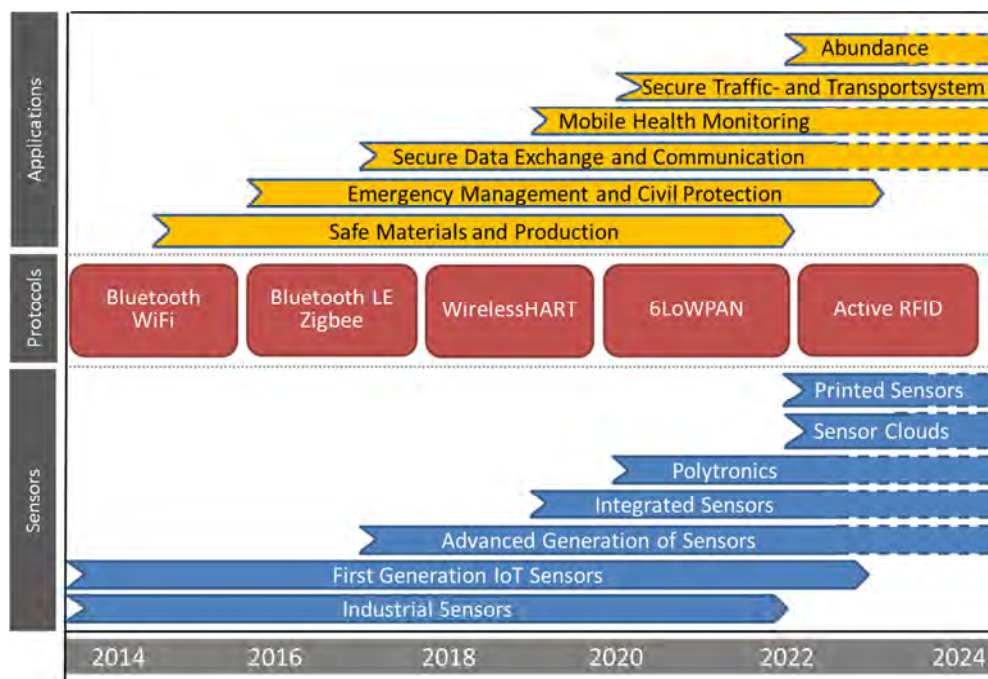 Applications
Abundance
Secure Traffic- and Transportsystem
Mobile Health Monitoring
Secure Data Exchange and Communication
Emergency Management and Civil Protection
Safe Materials and Production
Protocols
Bluetooth
WiFi
Bluetooth LE
Zigbee
WirelessHART
6LoWPAN
Active RFID
Sensors
Printed Sensors
Sensor Clouds
Polytronics
Integrated Sensors
Advanced Generation of Sensors
First Generation IoT Sensors
Industrial Sensors
2014 2016 2018 2020 2022 2024